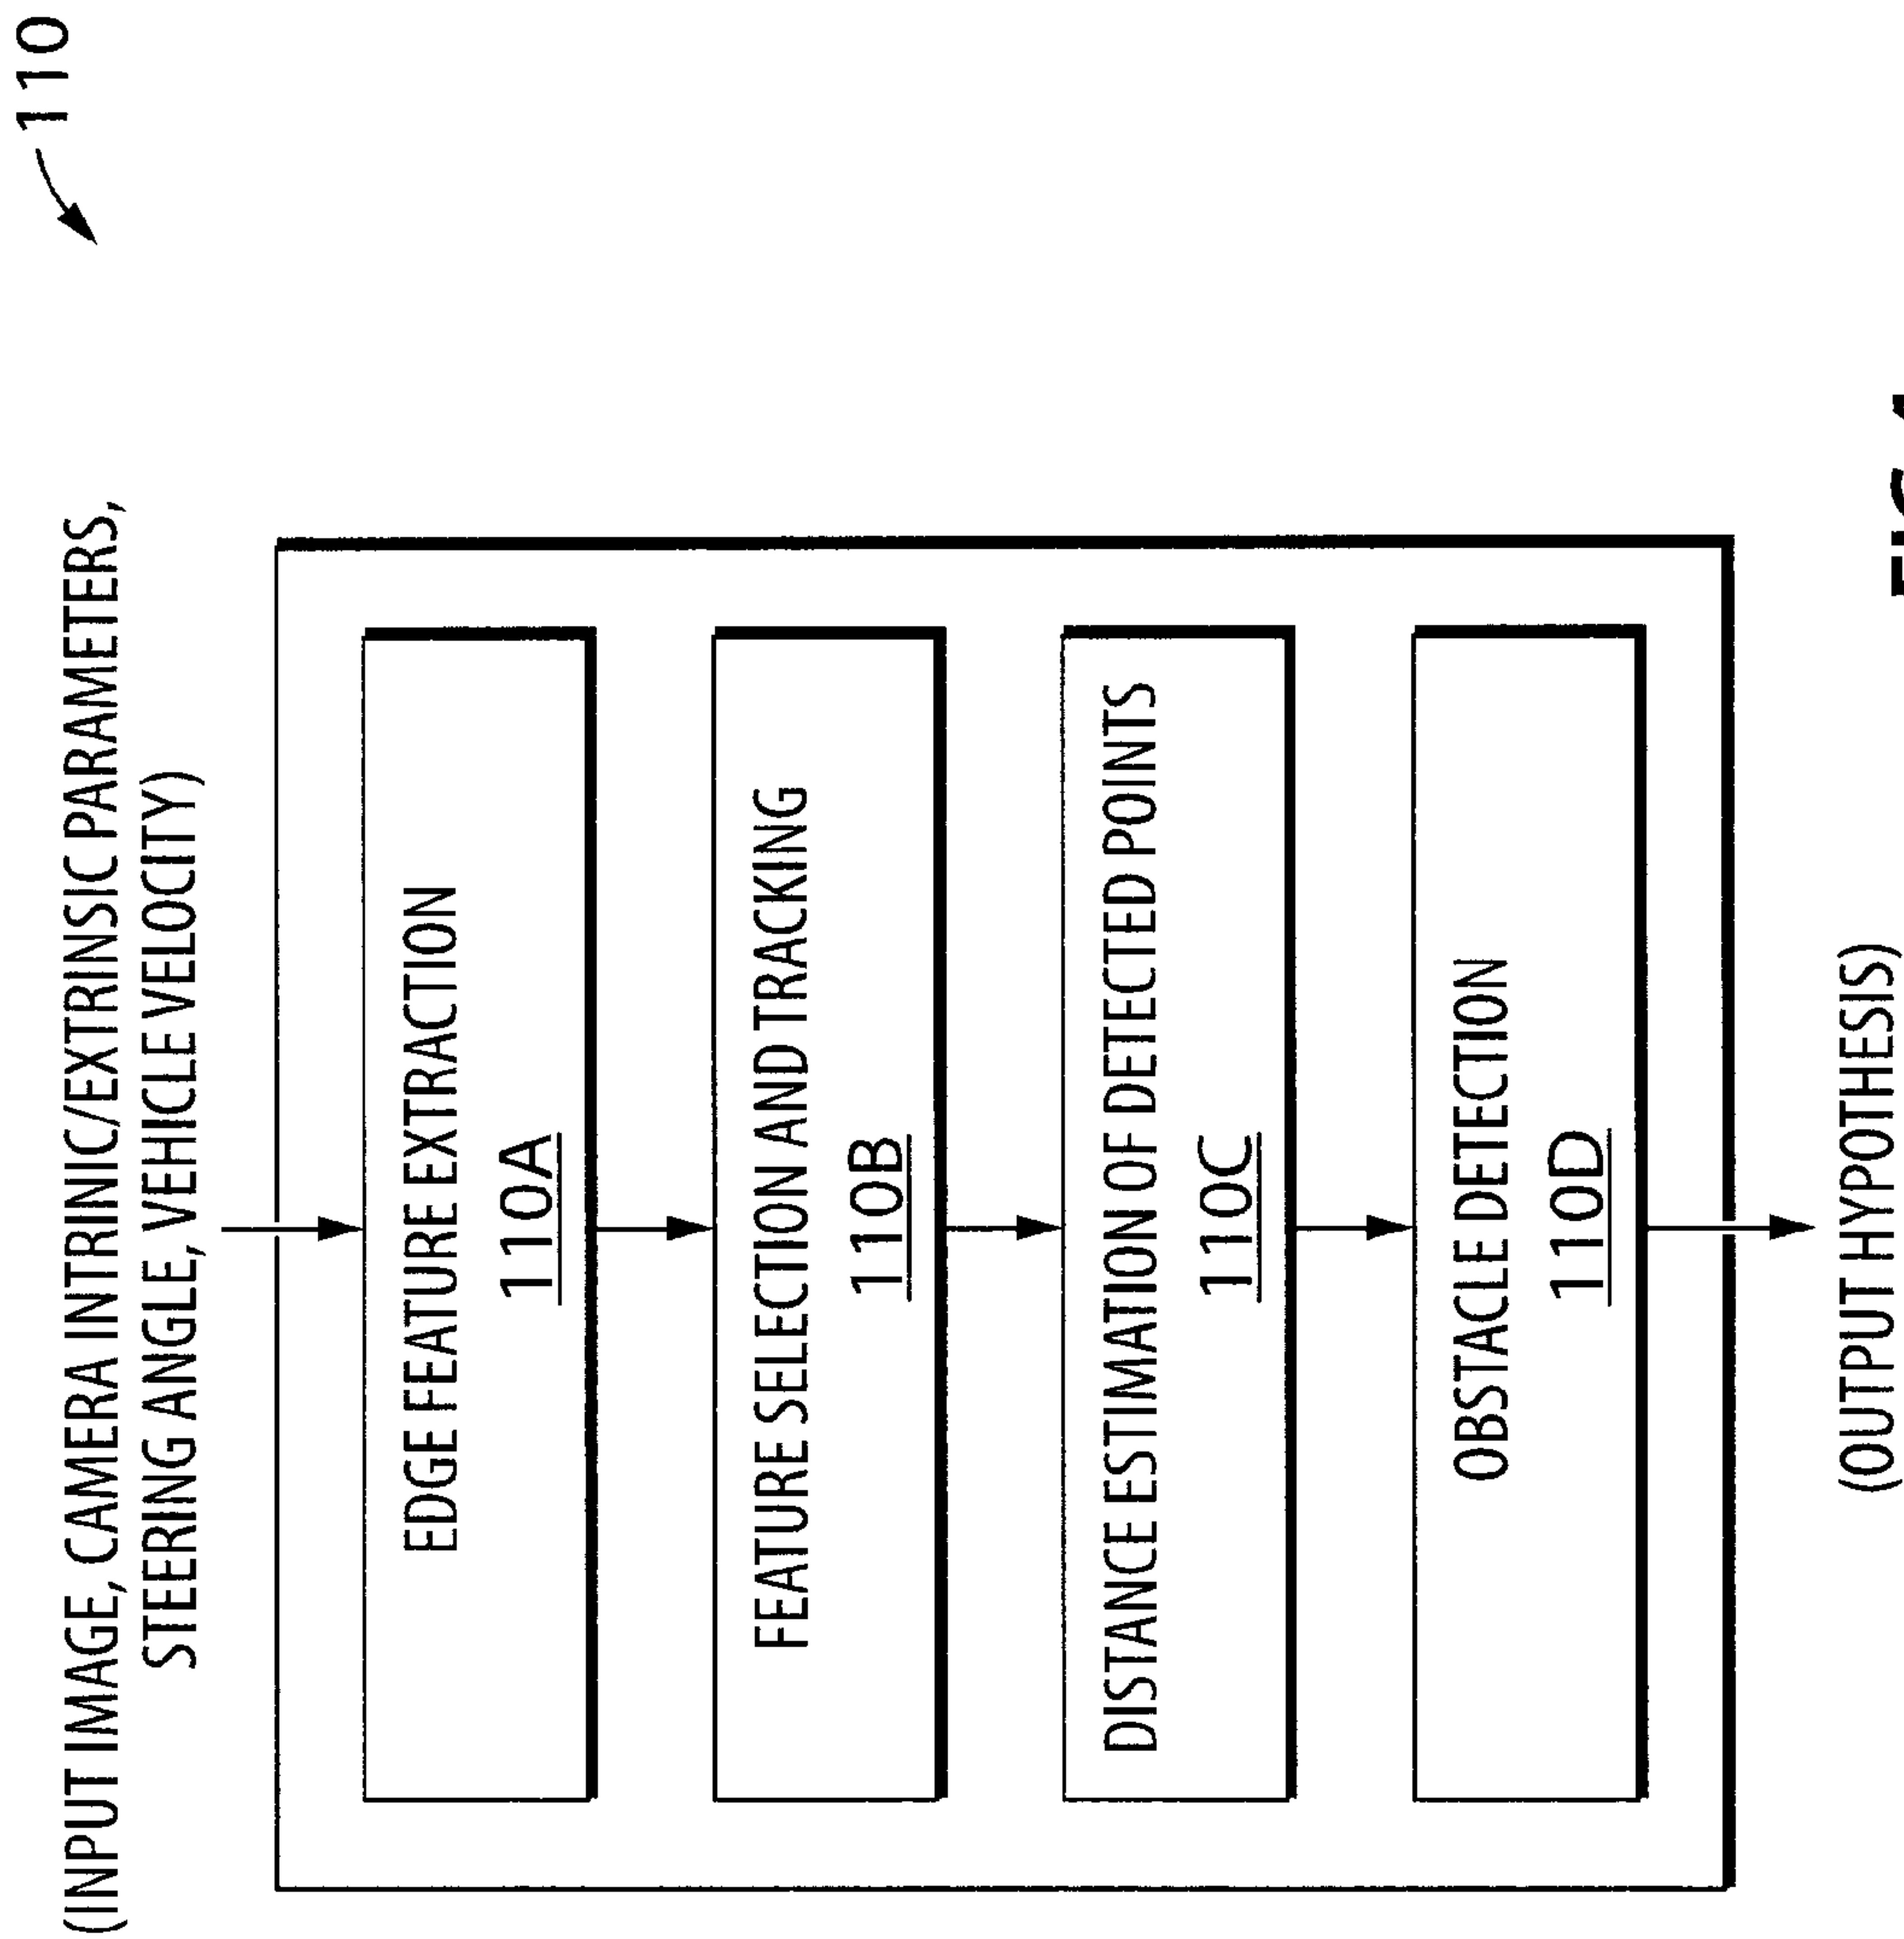 110
(INPUT IMAGE, CAMERA INTRINIC/EXTRINSIC PARAMETERS,
STEERING ANGLE, VEHICLE VELOCITY)
EDGE FEATURE EXTRACTION
110A
FEATURE SELECTION AND TRACKING
110B
DISTANCE ESTIMATION OF DETECTED POINTS
110C
OBSTACLE DETECTION
110D
(OUTPUT HYPOTHESIS)